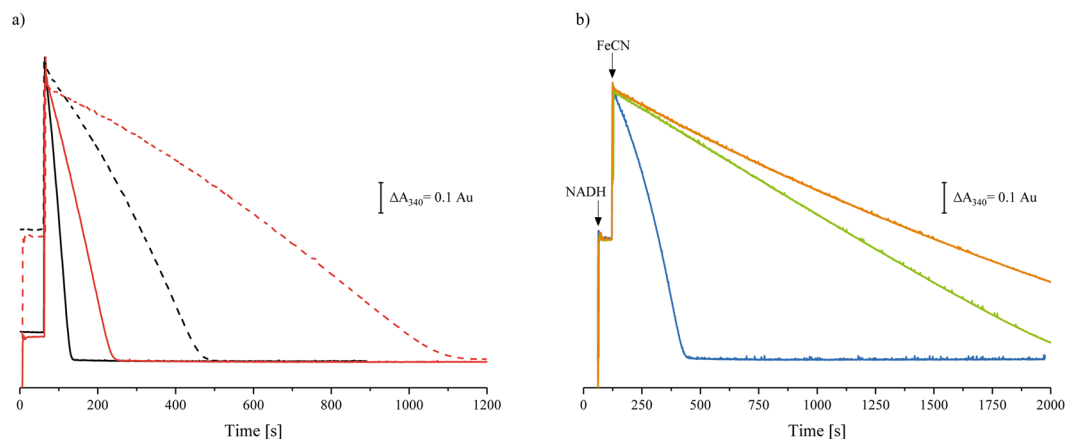 a)
ΔA₃₄₀= 0.1 Au
0 200 400 600 800 1000 1200
Time [s]
b)
FeCN
NADH
ΔA₃₄₀= 0.1 Au
0 250 500 750 1000 1250 1500 1750 2000
Time [s]